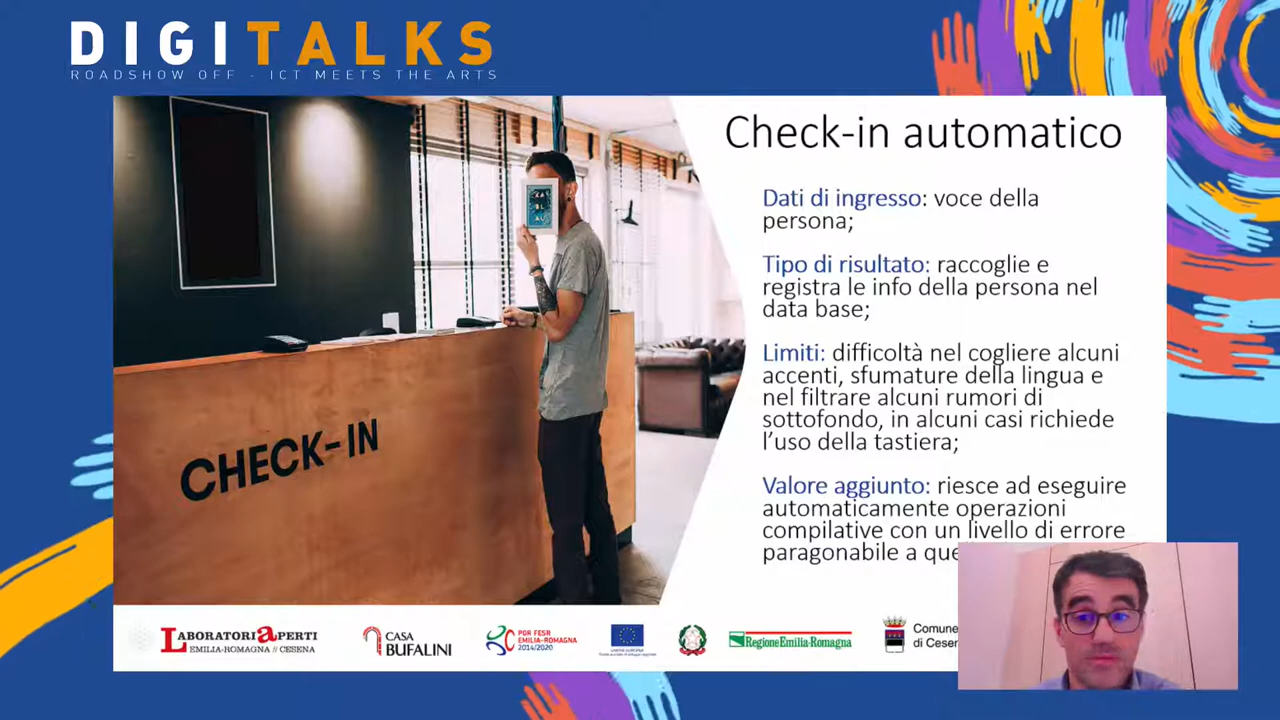 DIGITALKS
ROADSHOW OFF - ICT MEETS THE ARTS
Check-in automatico
Dati di ingresso: voce della
persona;
Tipo di risultato: raccoglie e
registra le info della persona nel
data base;
Limiti: difficoltà nel cogliere alcuni
accenti, sfumature della lingua e
nel filtrare alcuni rumori di
sottofondo, in alcuni casi richiede
l’uso della tastiera;
Valore aggiunto: riesce ad eseguire
automaticamente operazioni
compilative con un livello di errore
paragonabile a que
CHECK-IN
LABORATORI APERTI
EMILIA-ROMAGNA // CESENA
CASA
BUFALINI
POR FESR
EMILIA-ROMAGNA
2014/2020
RegioneEmilia-Romagna
Comune
di Cesen